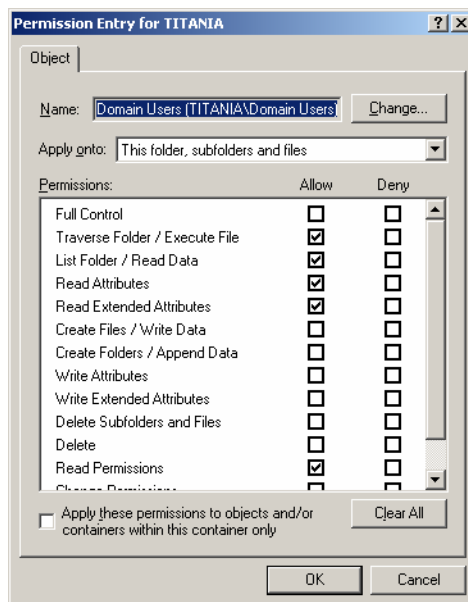 Permission Entry for TITANIA
Object
Name: Domain Users (TITANIA\Domain Users) Change...
Apply onto: This folder, subfolders and files
Permissions: Allow Deny
Full Control
Traverse Folder / Execute File
List Folder / Read Data
Read Attributes
Read Extended Attributes
Create Files / Write Data
Create Folders / Append Data
Write Attributes
Write Extended Attributes
Delete Subfolders and Files
Delete
Read Permissions
Change Permissions
Apply these permissions to objects and/or
containers within this container only
Clear All
OK Cancel